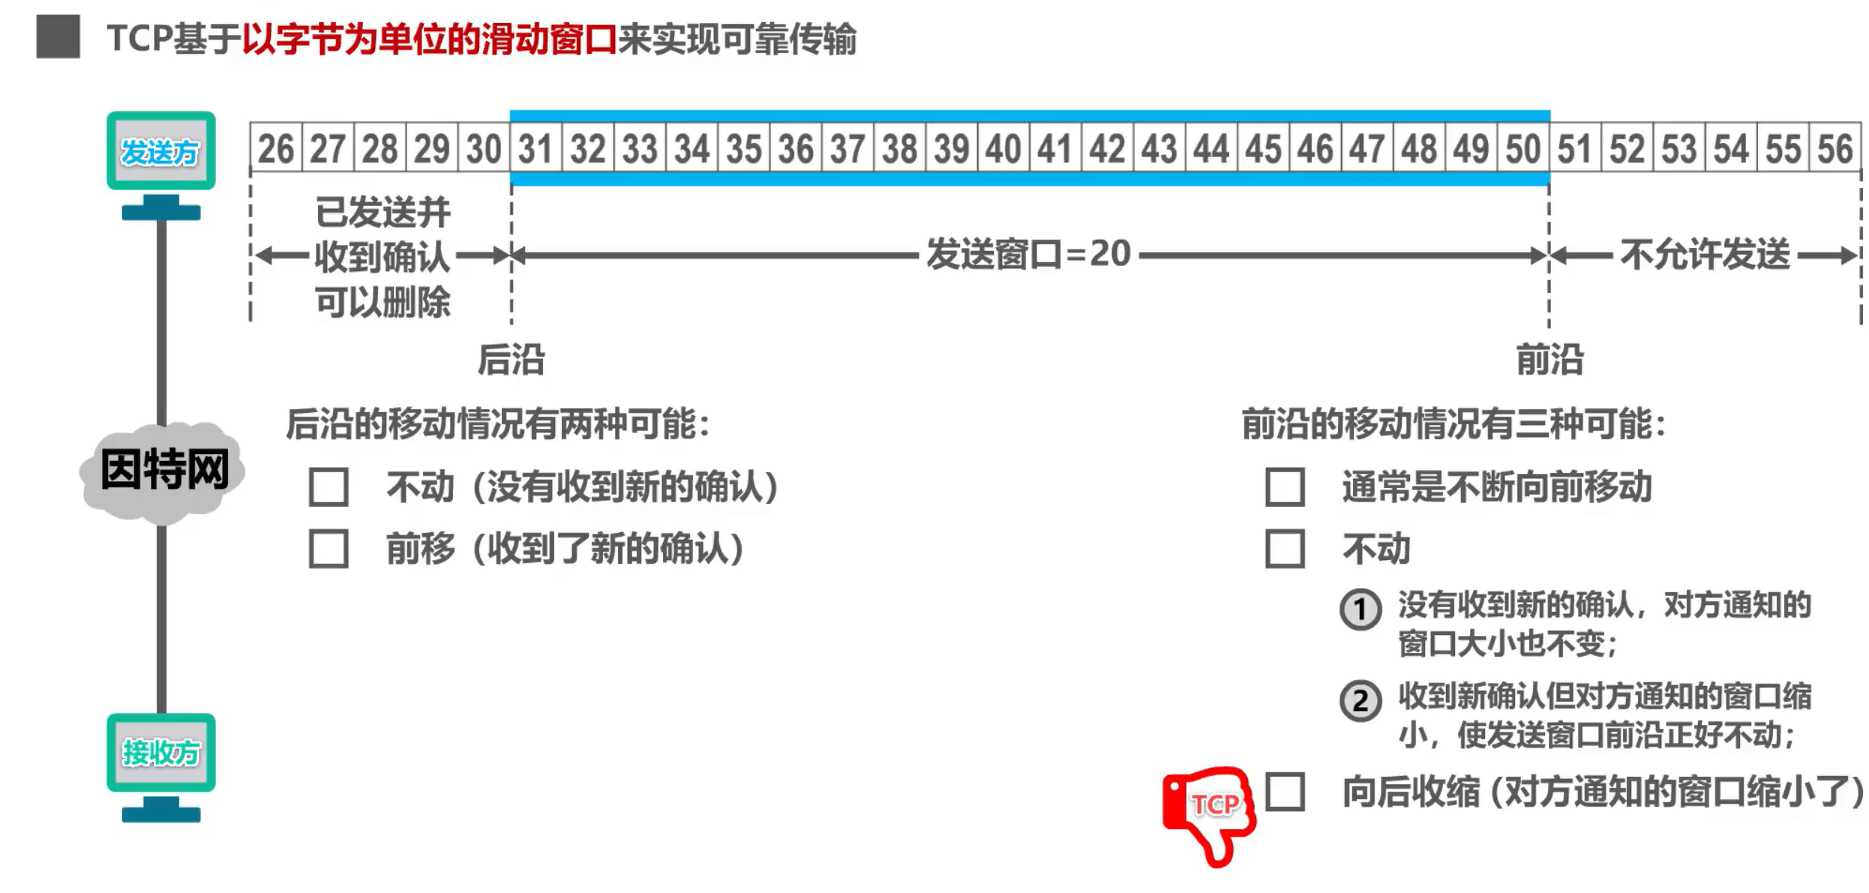 TCP基于以字节为单位的滑动窗口来实现可靠传输
发送方
26 27 28 29 30 31 32 33 34 35 36 37 38 39 40 41 42 43 44 45 46 47 48 49 50 51 52 53 54 55 56
已发送并
收到确认
可以删除
发送窗口=20
不允许发送
后沿
前沿
后沿的移动情况有两种可能：
不动（没有收到新的确认）
前移（收到了新的确认）
因特网
接收方
前沿的移动情况有三种可能：
通常是不断向前移动
不动
1 没有收到新的确认，对方通知的
窗口大小也不变；
2 收到新确认但对方通知的窗口缩
小，使发送窗口前沿正好不动；
TCP
向后收缩（对方通知的窗口缩小了）